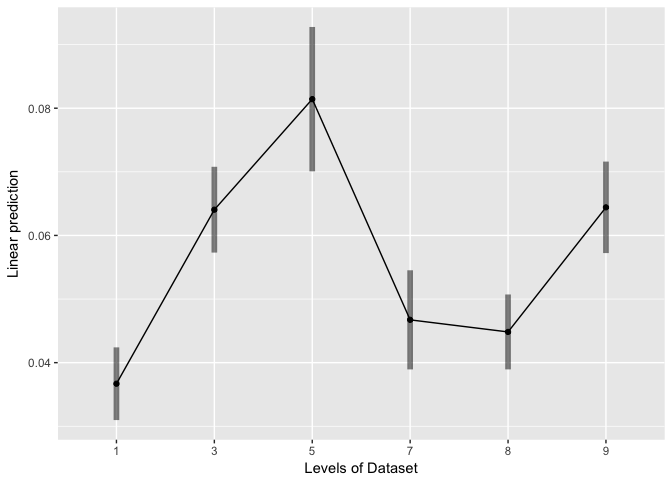 0.08
0.06
0.04
Linear prediction
1 3 5 7 8 9
Levels of Dataset